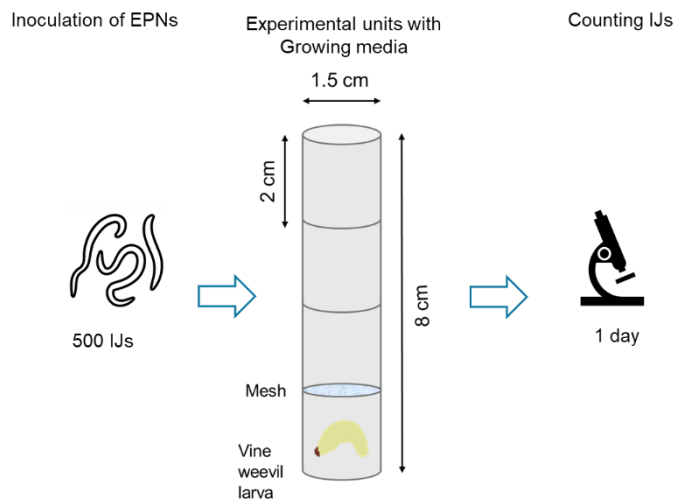 Inoculation of EPNs
Experimental units with
Growing media
Counting IJs
1.5 cm
2 cm
8 cm
500 IJs
1 day
Mesh
Vine
weevil
larva